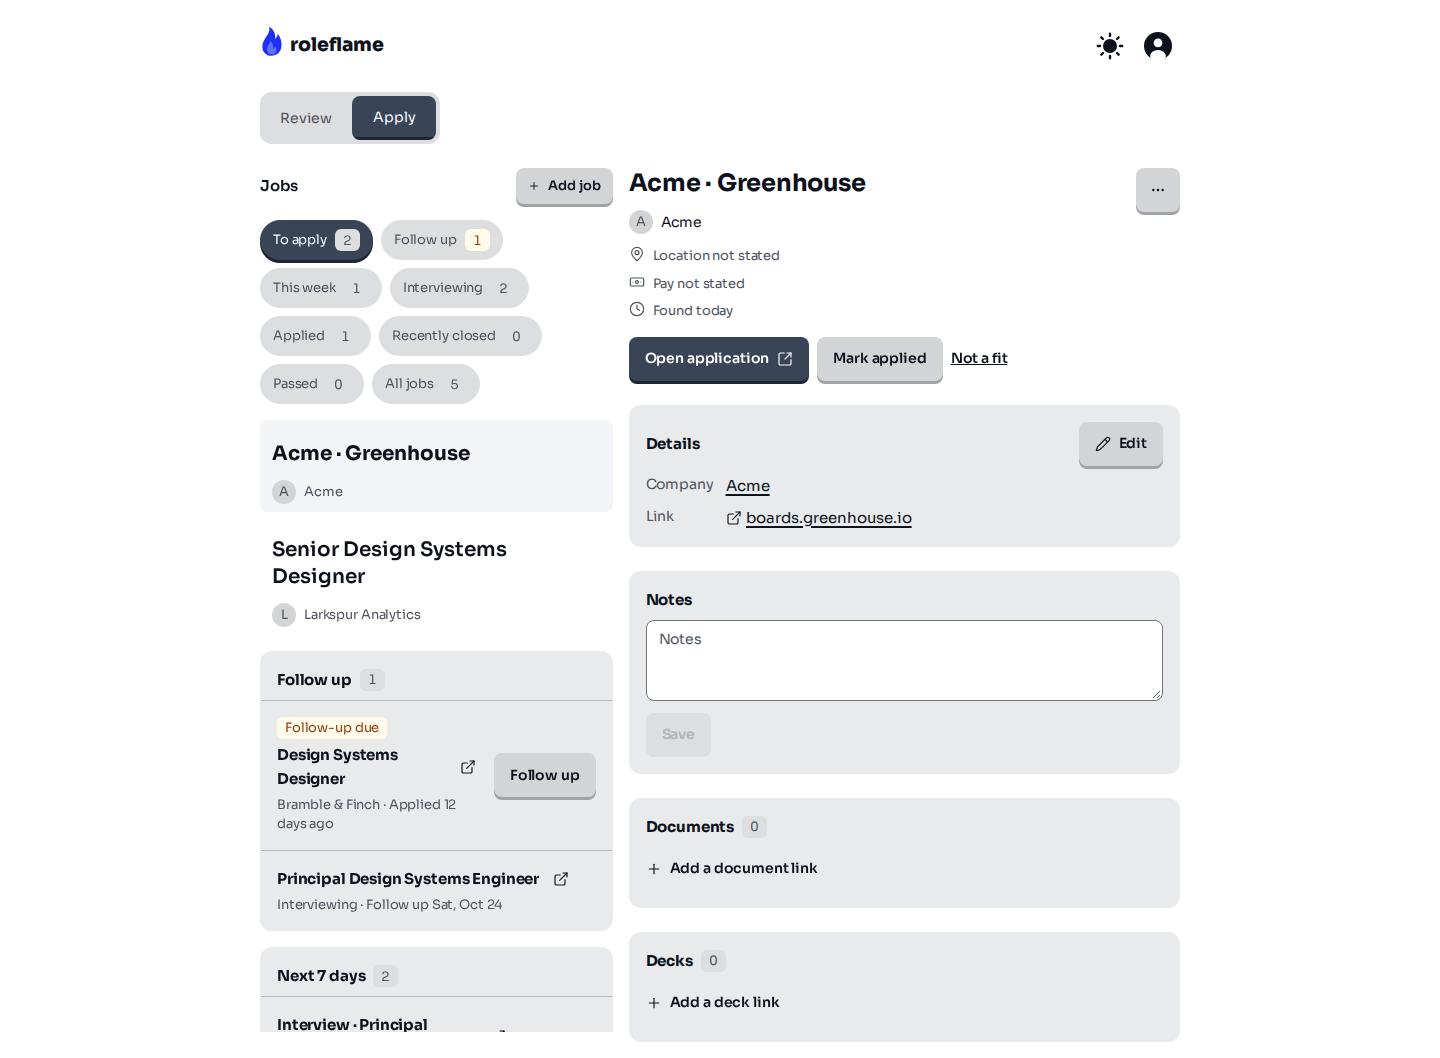 roleflame
Review
Apply
Jobs
+ Add job
To apply 2
Follow up 1
This week 1
Interviewing 2
Applied 1
Recently closed 0
Passed 0
All jobs 5
Acme · Greenhouse
A Acme
Senior Design Systems
Designer
L Larkspur Analytics
Follow up 1
Follow-up due
Design Systems
Designer
Bramble & Finch · Applied 12
days ago
Follow up
Principal Design Systems Engineer
Interviewing · Follow up Sat, Oct 24
Next 7 days 2
Interview · Principal
Acme · Greenhouse
...
A Acme
Location not stated
Pay not stated
Found today
Open application
Mark applied
Not a fit
Details
Edit
Company Acme
Link boards.greenhouse.io
Notes
Notes
Save
Documents 0
+ Add a document link
Decks 0
+ Add a deck link